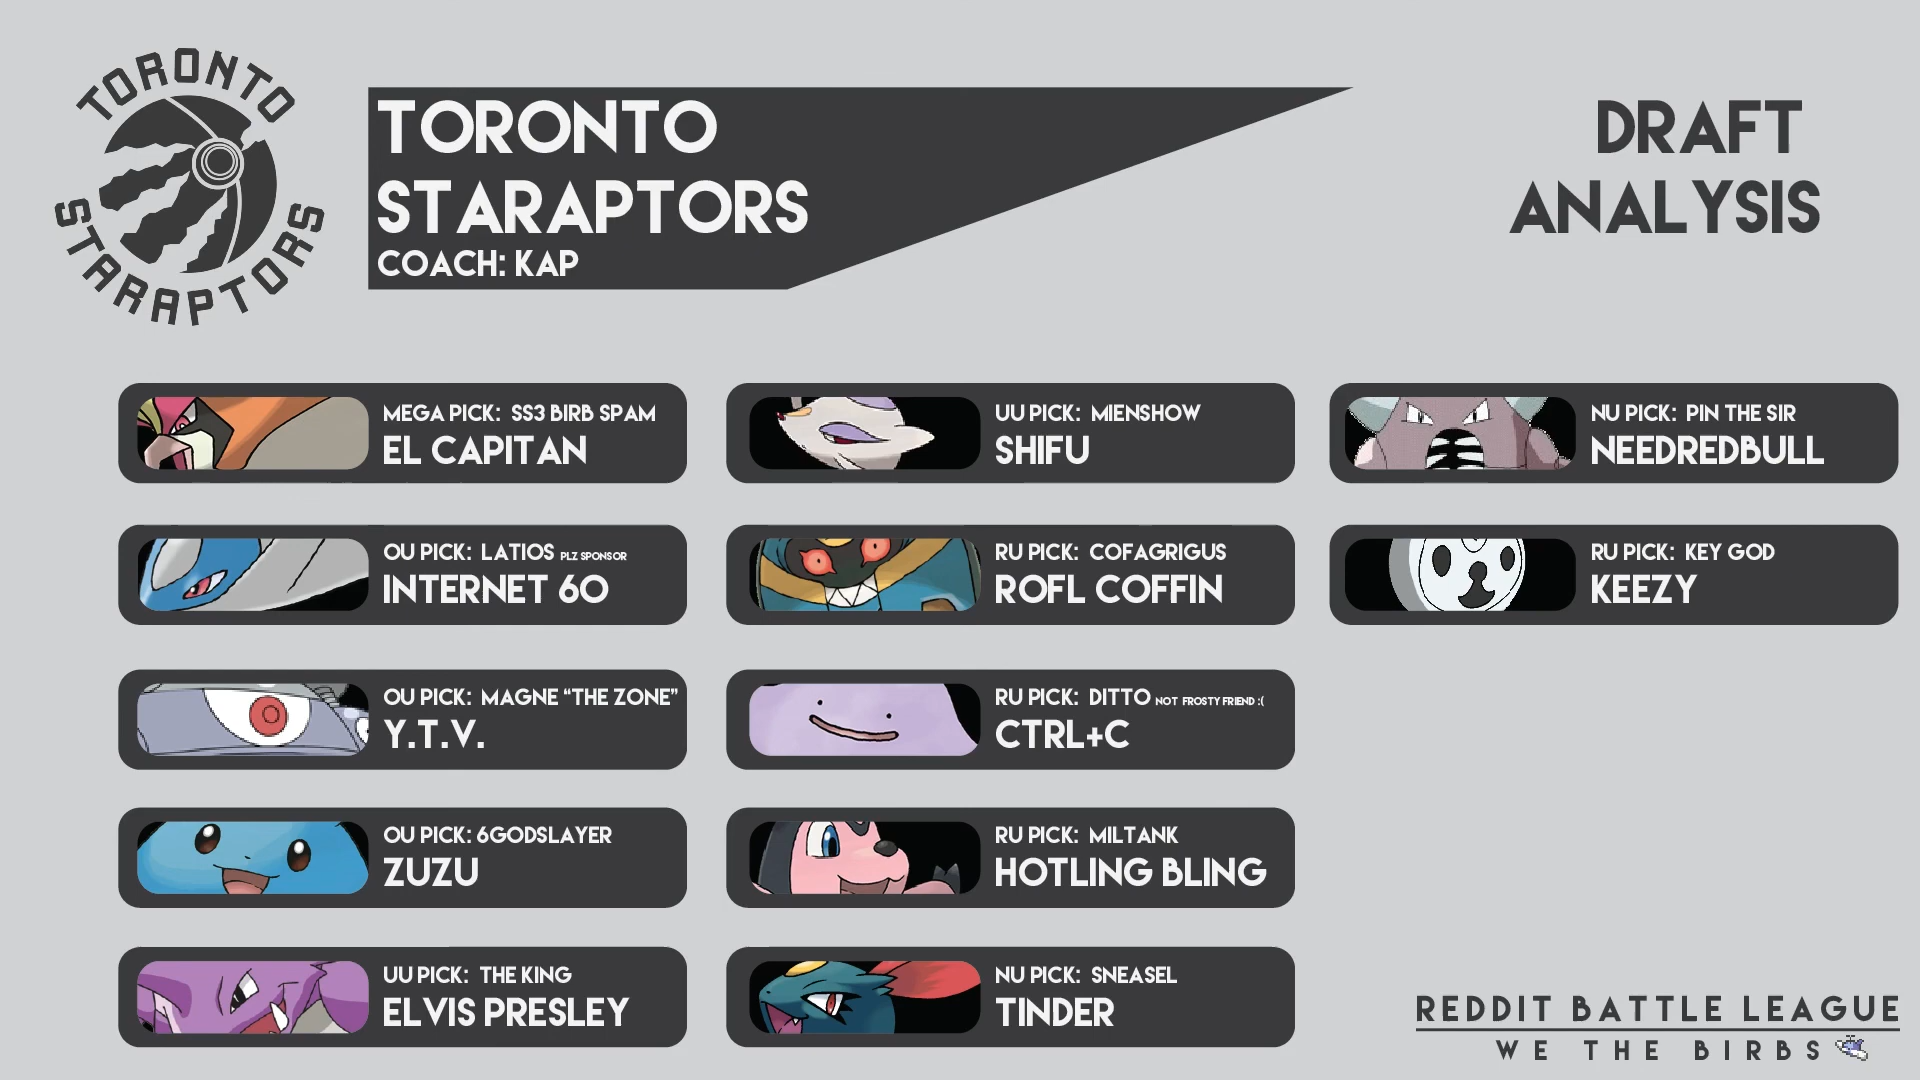 TORONTO
STARAPTORS
TORONTO
STARAPTORS
COACH: KAP
DRAFT
ANALYSIS
MEGA PICK: SS3 BIRB SPAM
EL CAPITAN
OU PICK: LATIOS PLZ SPONSOR
INTERNET 60
OU PICK: MAGNE “THE ZONE”
Y.T.V.
OU PICK: 6GODSLAYER
ZUZU
UU PICK: THE KING
ELVIS PRESLEY
UU PICK: MIENSHOW
SHIFU
RU PICK: COFAGRIGUS
ROFL COFFIN
RU PICK: DITTO NOT FROSTY FRIEND :(
CTRL+C
RU PICK: MILTANK
HOTLING BLING
NU PICK: SNEASEL
TINDER
NU PICK: PIN THE SIR
NEEDREDBULL
RU PICK: KEY GOD
KEEZY
REDDIT BATTLE LEAGUE
WE THE BIRBS